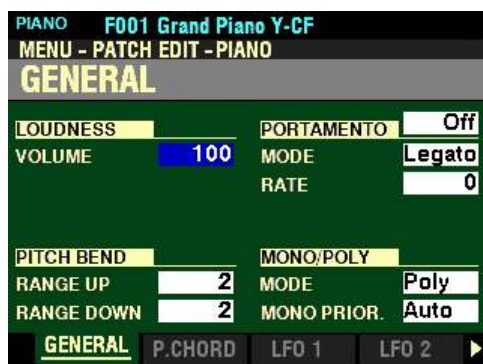 PIANO F001 Grand Piano Y-CF
MENU - PATCH EDIT - PIANO
GENERAL
LOUDNESS
VOLUME 100
PORTAMENTO Off
MODE Legato
RATE 0
PITCH BEND
RANGE UP 2
RANGE DOWN 2
MONO/POLY
MODE Poly
MONO PRIOR. Auto
GENERAL P.CHORD LFO 1 LFO 2